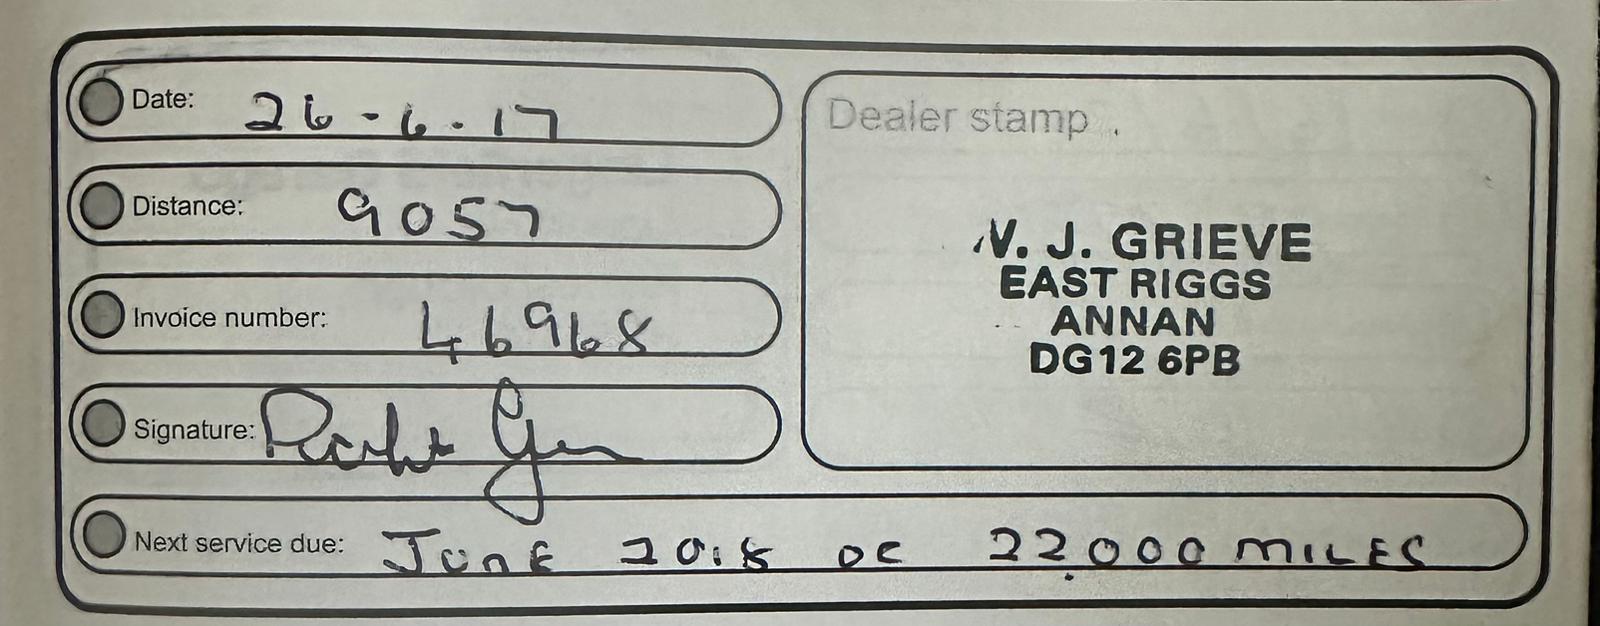 Date: 26-6-17
Distance: 9057
Invoice number: 46968
Signature:
Next service due: June 2018 or 22,000 miles
Dealer stamp
W. J. GRIEVE
EAST RIGGS
ANNAN
DG12 6PB